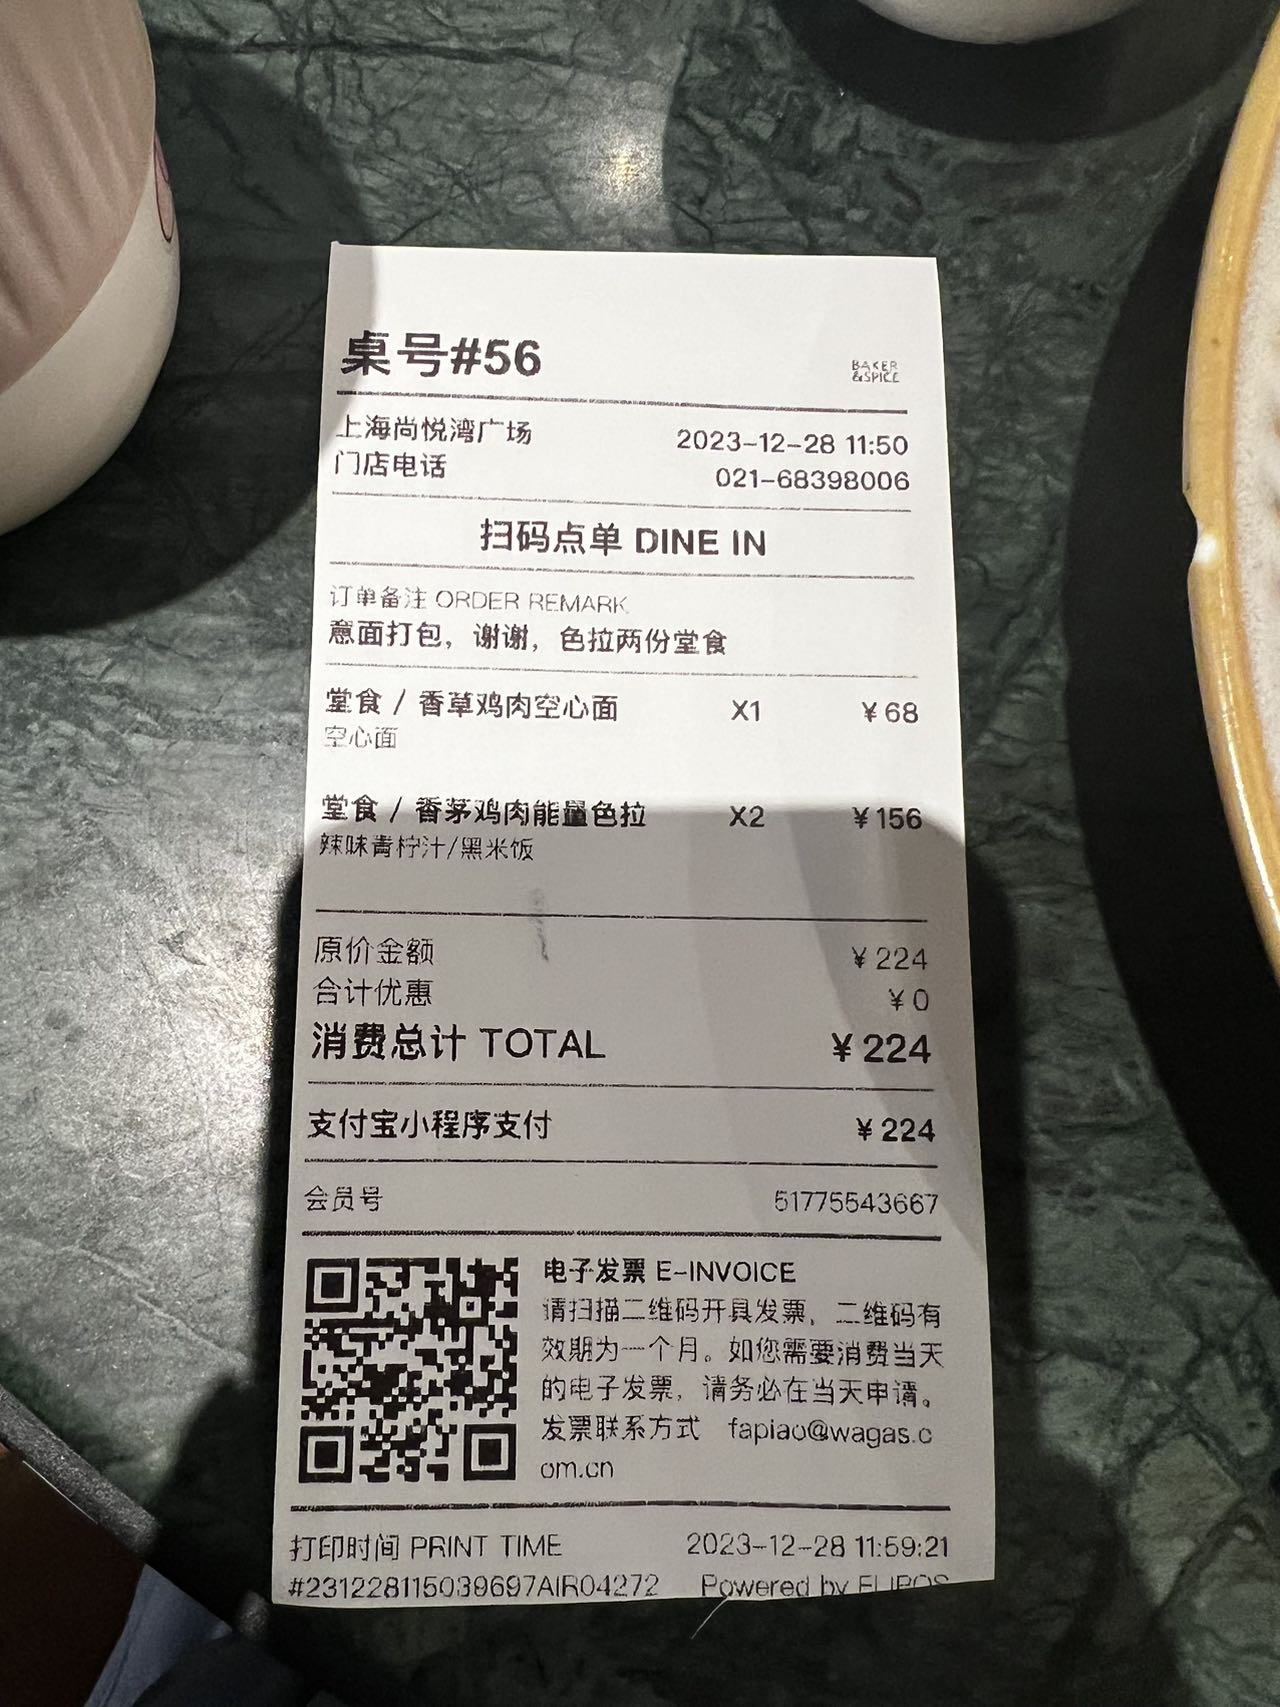 桌号#56
BAKER
&SPICE
上海尚悦湾广场 2023-12-28 11:50
门店电话 021-68398006
扫码点单 DINE IN
订单备注 ORDER REMARK
意面打包，谢谢，色拉两份堂食
堂食 / 香草鸡肉空心面 X1 ¥68
空心面
堂食 / 香茅鸡肉能量色拉 X2 ¥156
辣味青柠汁/黑米饭
原价金额 ¥224
合计优惠 ¥0
消费总计 TOTAL ¥224
支付宝小程序支付 ¥224
会员号 51775543667
电子发票 E-INVOICE
请扫描二维码开具发票，二维码有
效期为一个月。如您需要消费当天
的电子发票，请务必在当天申请。
发票联系方式 fapiao@wagas.c
om.cn
打印时间 PRINT TIME 2023-12-28 11:59:21
#231228115039697AIR04272 Powered by ELIPOS